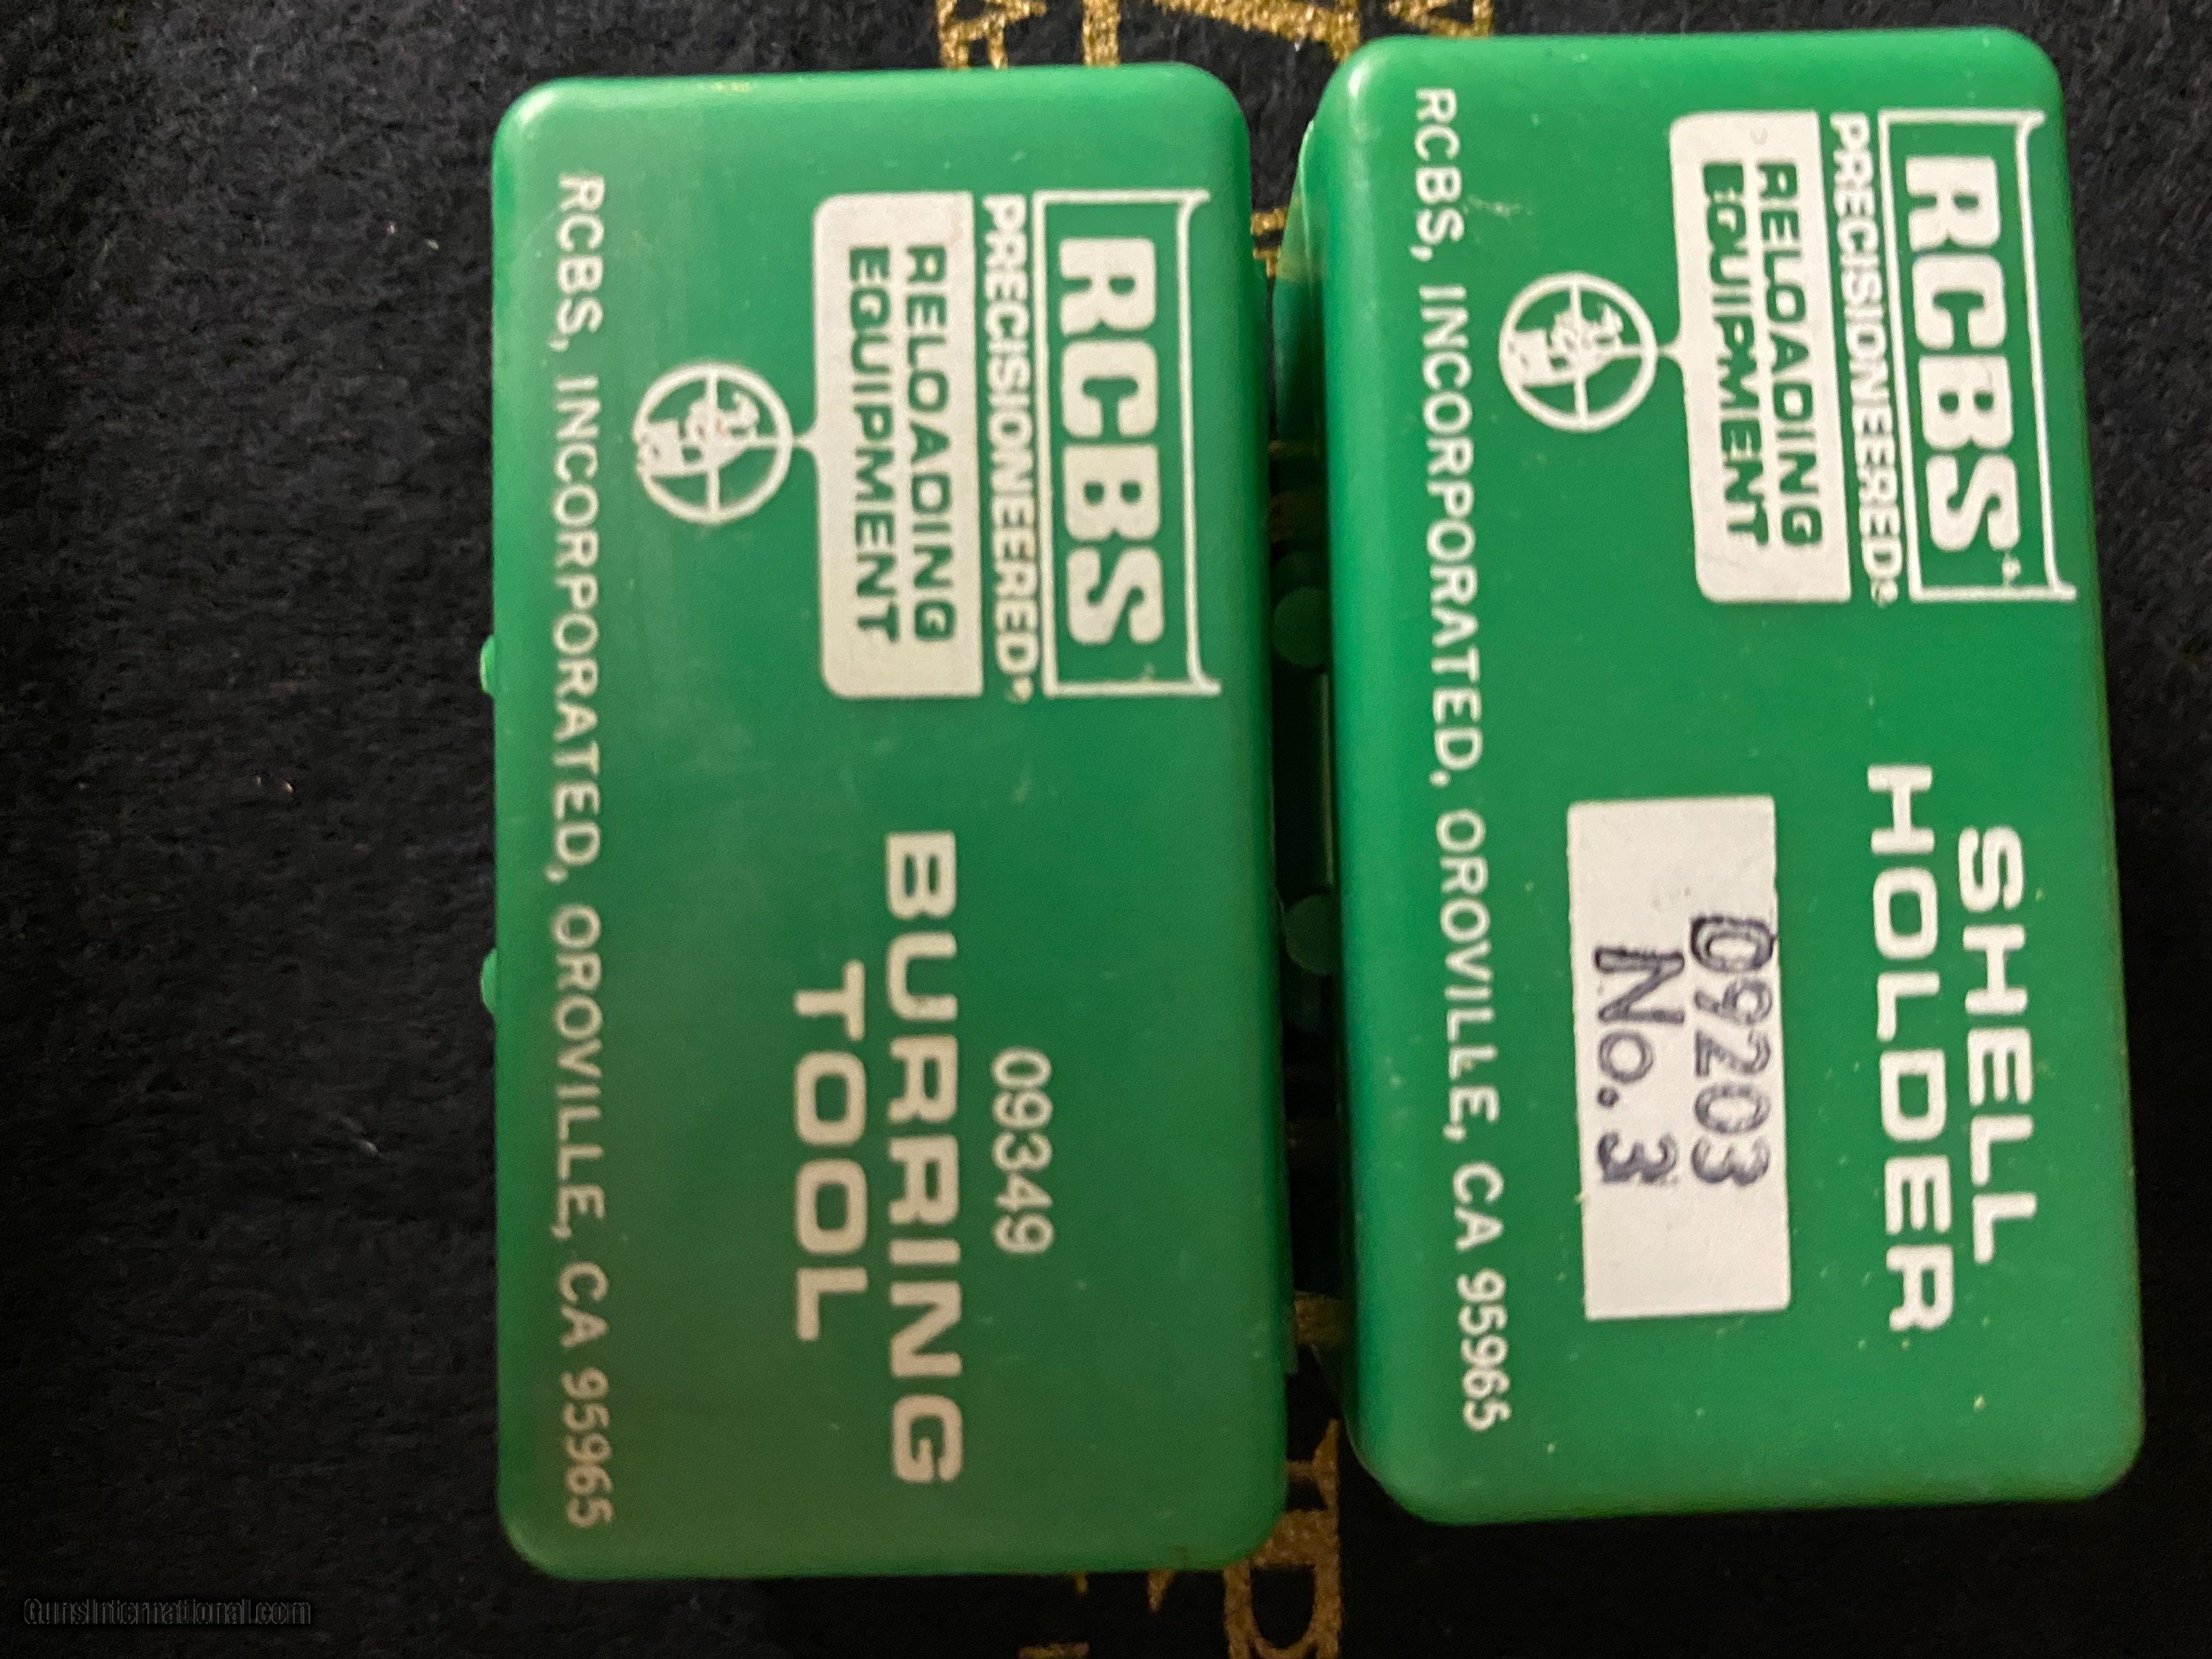 RCBS
PRECISIONEERED®
RELOADING
EQUIPMENT
SHELL
HOLDER
09203
No. 3
RCBS, INCORPORATED, OROVILLE, CA 95965
RCBS
PRECISIONEERED®
RELOADING
EQUIPMENT
09349
BURRING
TOOL
RCBS, INCORPORATED, OROVILLE, CA 95965
GunsInternational.com